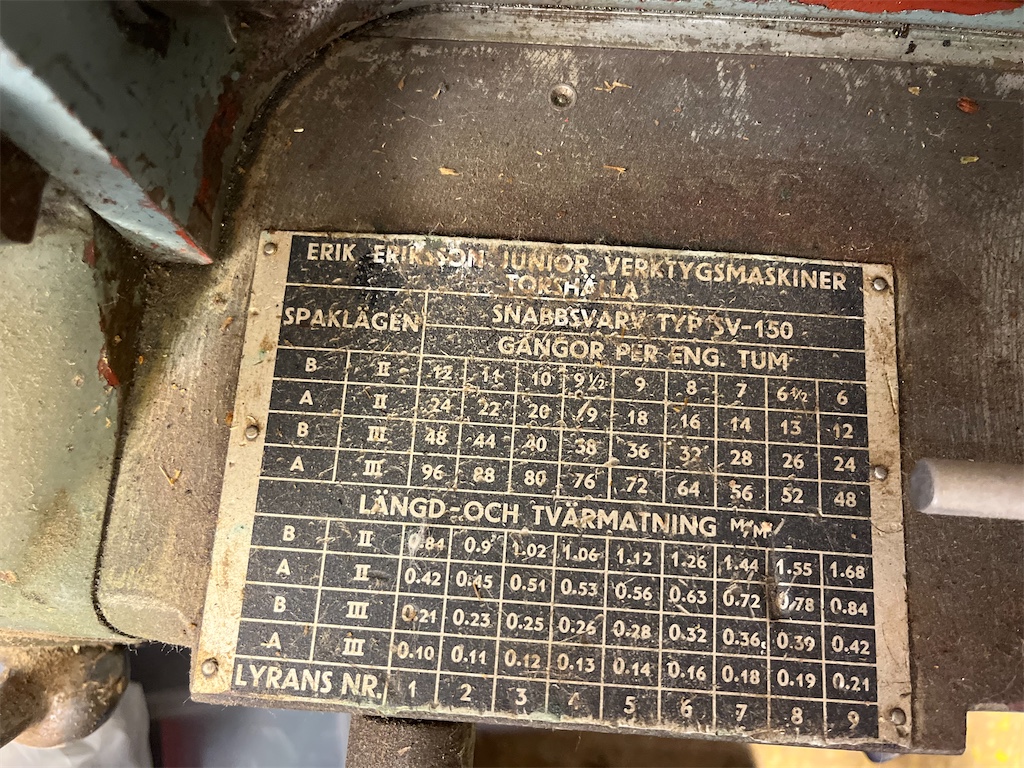 ERIK ERIKSSON JUNIOR VERKTYGSMASKINER
TORSHÄLLA
SPAKLÄGEN
SNABBSVARV TYP SV-150
GÄNGOR PER ENG. TUM
B II 12 11 10 9 1/2 9 8 7 6 1/2 6
A II 24 22 20 19 18 16 14 13 12
B III 48 44 40 38 36 32 28 26 24
A III 96 88 80 76 72 64 56 52 48
LÄNGD-OCH TVÄRMATNING M/M
B II 0.84 0.9 1.02 1.06 1.12 1.26 1.44 1.55 1.68
A II 0.42 0.45 0.51 0.53 0.56 0.63 0.72 0.78 0.84
B III 0.21 0.23 0.25 0.26 0.28 0.32 0.36 0.39 0.42
A III 0.10 0.11 0.12 0.13 0.14 0.16 0.18 0.19 0.21
LYRANS NR. 1 2 3 4 5 6 7 8 9